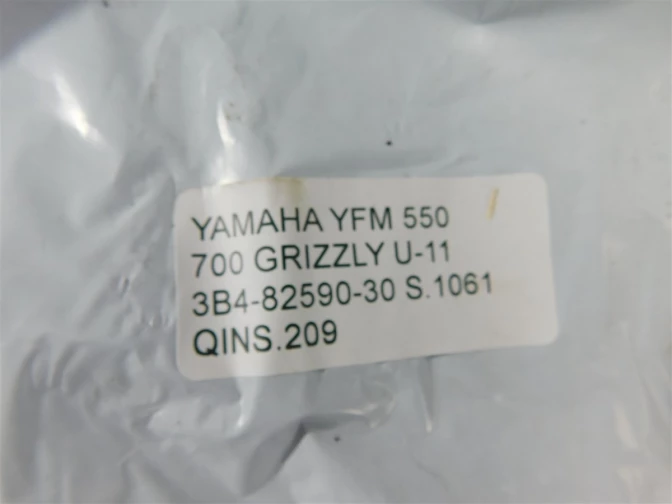 YAMAHA YFM 550
700 GRIZZLY U-11
3B4-82590-30 S.1061
QINS.209